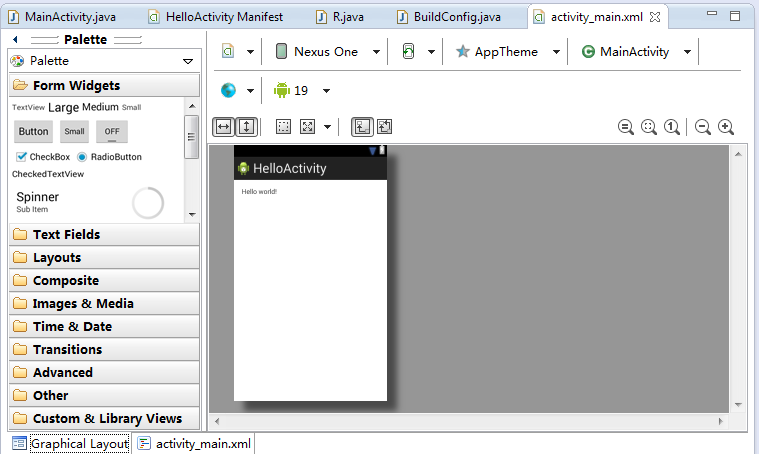 MainActivity.java HelloActivity Manifest R.java BuildConfig.java activity_main.xml
Palette
Palette
Form Widgets
TextView Large Medium Small
Button Small OFF
CheckBox RadioButton
CheckedTextView
Spinner
Sub Item
Text Fields
Layouts
Composite
Images & Media
Time & Date
Transitions
Advanced
Other
Custom & Library Views
Nexus One AppTheme MainActivity
19
HelloActivity
Hello world!
Graphical Layout activity_main.xml